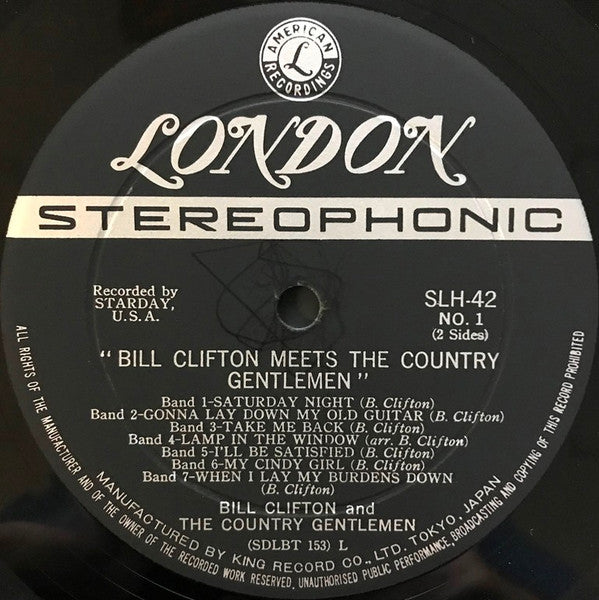 AMERICAN
L
RECORDINGS
LONDON
STEREOPHONIC
Recorded by
STARDAY,
U.S.A.
SLH-42
NO. 1
(2 Sides)
"BILL CLIFTON MEETS THE COUNTRY
GENTLEMEN"
Band 1-SATURDAY NIGHT (B. Clifton)
Band 2-GONNA LAY DOWN MY OLD GUITAR (B. Clifton)
Band 3-TAKE ME BACK (B. Clifton)
Band 4-LAMP IN THE WINDOW (arr. B. Clifton)
Band 5-I'LL BE SATISFIED (B. Clifton)
Band 6-MY CINDY GIRL (B. Clifton)
Band 7-WHEN I LAY MY BURDENS DOWN
(B. Clifton)
BILL CLIFTON and
THE COUNTRY GENTLEMEN
(SDLBT 153) L
MANUFACTURED BY KING RECORD CO., LTD. TOKYO, JAPAN
ALL RIGHTS OF THE MANUFACTURER AND OF THE OWNER OF THE RECORDED WORK RESERVED, UNAUTHORISED PUBLIC PERFORMANCE, BROADCASTING AND COPYING OF THIS RECORD PROHIBITED